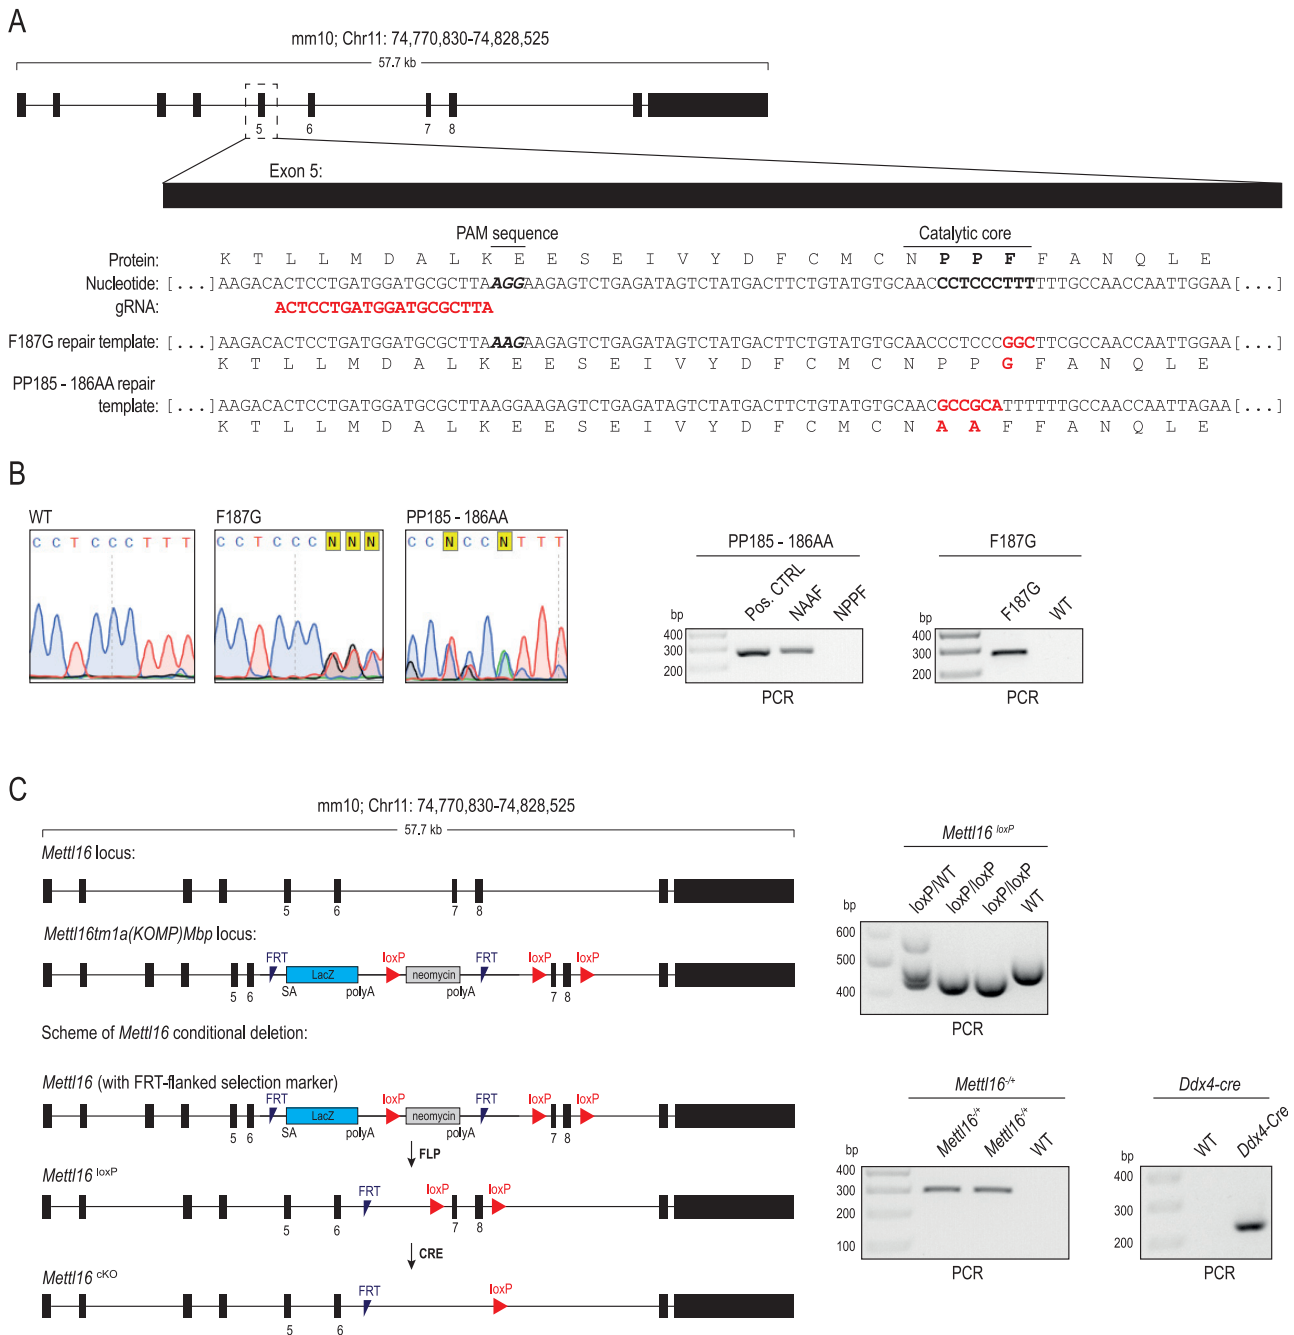 A
mm10; Chr11: 74,770,830-74,828,525
57.7 kb
5 6 7 8
Exon 5:
PAM sequence Catalytic core
Protein: K T L L M D A L K E E S E I V Y D F C M C N P P F F A N Q L E
Nucleotide: [...]AAGACACTCCTGATGGATGCGCTTAAAGGAAGAGTCTGAGATAGTCTATGACTTCTGTATGTGCAACCCTCCCTTTTTTGCCAACCAATTGGAA[...]
gRNA: ACTCCTGATGGATGCGCTTA
F187G repair template: [...]AAGACACTCCTGATGGATGCGCTTAAAAGAAGAGTCTGAGATAGTCTATGACTTCTGTATGTGCAACCCTCCCGGCTTCGCCAACCAATTGGAA[...]
K T L L M D A L K E E S E I V Y D F C M C N P P G F A N Q L E
PP185 - 186AA repair
template: [...]AAGACACTCCTGATGGATGCGCTTAAGGAAGAGTCTGAGATAGTCTATGACTTCTGTATGTGCAACGCCGCATTTTTTGCCAACCAATTAGAA[...]
K T L L M D A L K E E S E I V Y D F C M C N A A F F A N Q L E
B
WT F187G PP185 - 186AA
C C T C C C T T T
C C T C C C N N N
C C N C C N T T T
PP185 - 186AA
Pos. CTRL NAAF NPPF
bp
400
300
200
PCR
F187G
F187G WT
bp
400
300
200
PCR
C
mm10; Chr11: 74,770,830-74,828,525
57.7 kb
Mettl16 locus:
5 6 7 8
Mettl16tm1a(KOMP)Mbp locus:
FRT loxP FRT loxP loxP
LacZ neomycin
5 6 SA polyA polyA 7 8
Scheme of Mettl16 conditional deletion:
Mettl16 (with FRT-flanked selection marker)
FRT loxP FRT loxP loxP
LacZ neomycin
5 6 SA polyA polyA 7 8
FLP
Mettl16 loxP
FRT loxP loxP
5 6 7 8
CRE
Mettl16 cKO
FRT loxP
5 6
Mettl16 loxP
loxP/WT loxP/loxP loxP/loxP WT
bp
600
500
400
PCR
Mettl16-/+
Mettl16-/+ Mettl16-/+ WT
bp
400
300
200
100
PCR
Ddx4-cre
WT Ddx4-Cre
bp
400
300
200
PCR